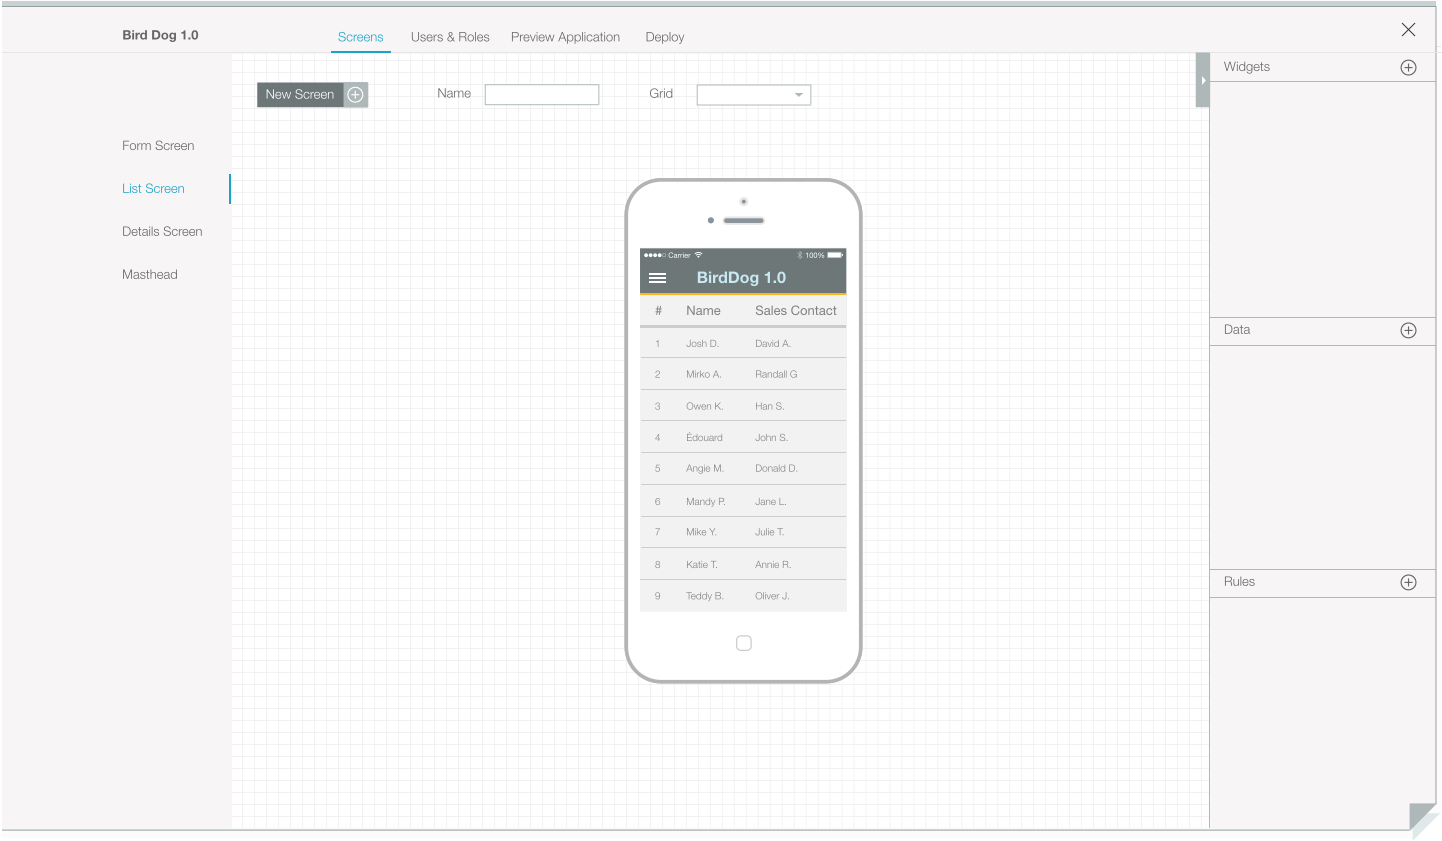 Bird Dog 1.0
Screens Users & Roles Preview Application Deploy
Widgets
New Screen Name Grid
Form Screen
List Screen
Details Screen
Masthead
Carrier 100%
BirdDog 1.0
# Name Sales Contact
1 Josh D. David A.
2 Mirko A. Randall G
3 Owen K. Han S.
4 Édouard John S.
5 Angie M. Donald D.
6 Mandy P. Jane L.
7 Mike Y. Julie T.
8 Katie T. Annie R.
9 Teddy B. Oliver J.
Data
Rules